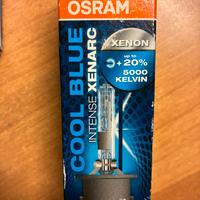 OSRAM
XENON
up to
+20%
5000
KELVIN
COOL BLUE
INTENSE XENARC